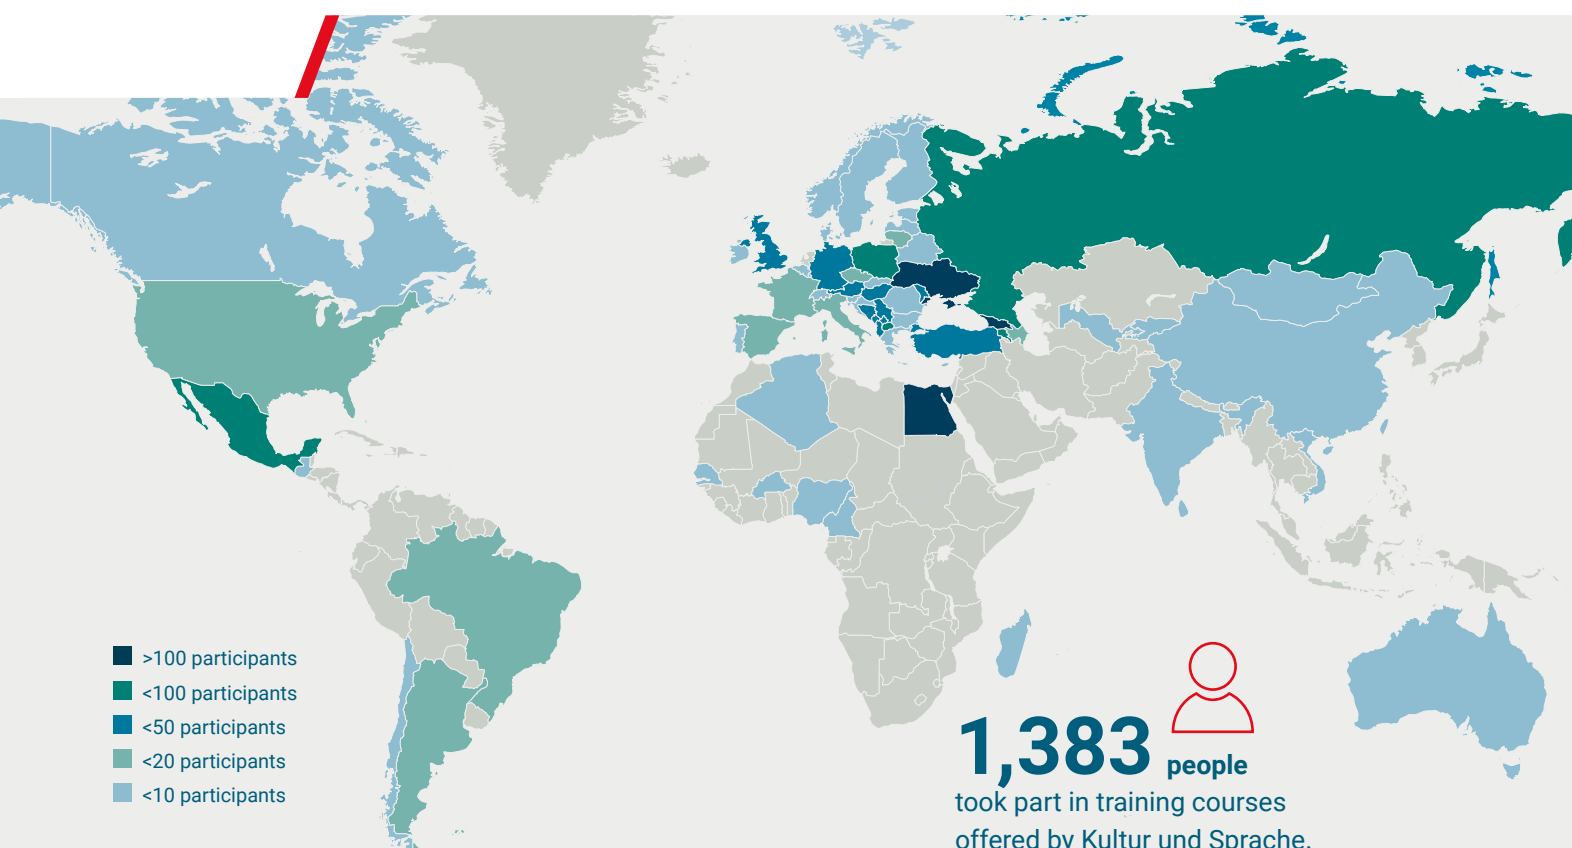 >100 participants
<100 participants
<50 participants
<20 participants
<10 participants
1,383 people
took part in training courses
offered by Kultur und Sprache.